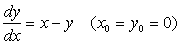 dy/dx = x − y   (x₀ = y₀ = 0)